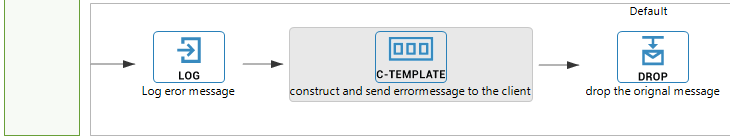 Default
LOG
C-TEMPLATE
DROP
Log eror message
construct and send errormessage to the client
drop the orignal message